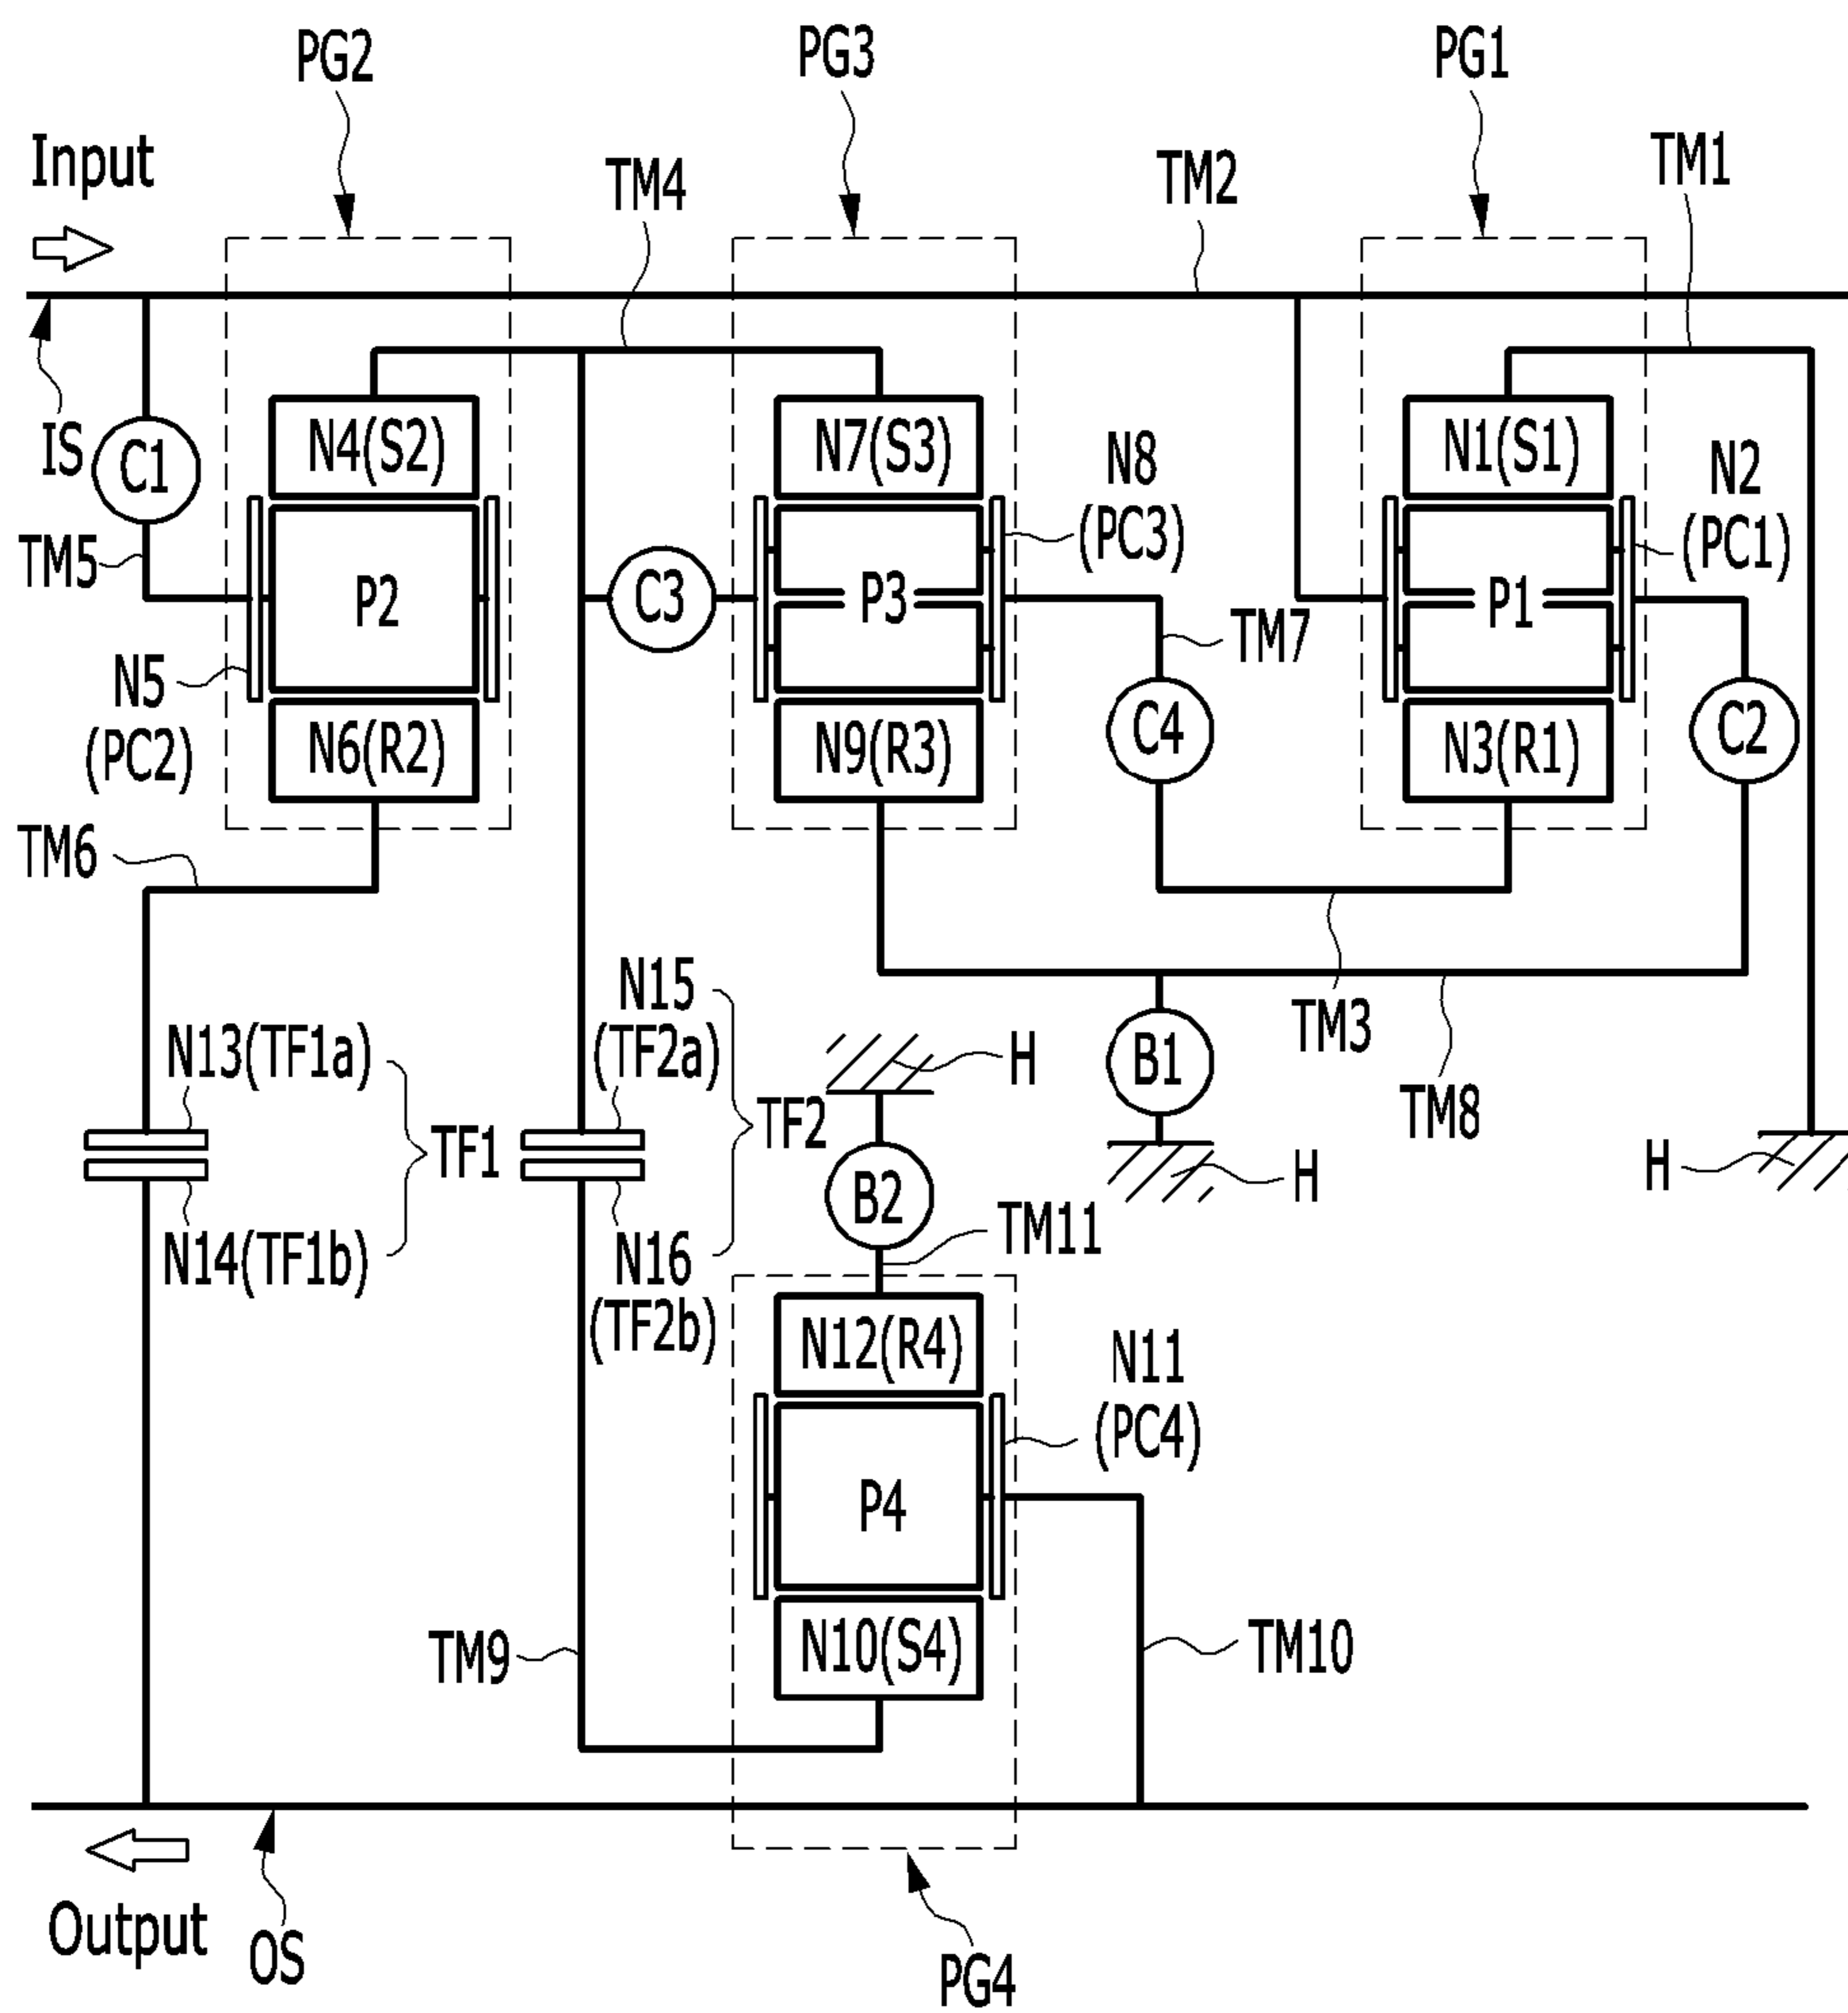 PG2
PG3
PG1
Input
TM4
TM2
TM1
IS
C1
N4(S2)
N7(S3)
N8
(PC3)
N1(S1)
N2
(PC1)
TM5
P2
C3
P3
TM7
P1
N5
(PC2)
N6(R2)
N9(R3)
C4
N3(R1)
C2
TM6
N15
(TF2a)
TM3
N13(TF1a)
H
B1
TM8
TF1
TF2
H
H
N14(TF1b)
N16
(TF2b)
B2
TM11
N12(R4)
N11
(PC4)
P4
TM9
N10(S4)
TM10
Output
OS
PG4